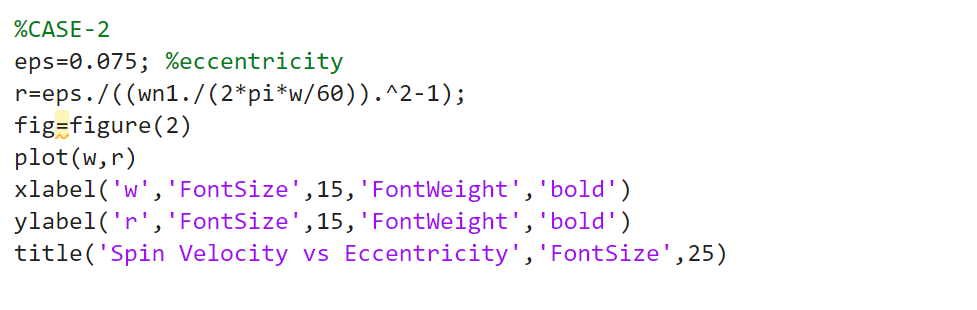 %CASE-2
eps=0.075; %eccentricity
r=eps./((wn1./(2*pi*w/60)).^2-1);
fig=figure(2)
plot(w,r)
xlabel('w','FontSize',15,'FontWeight','bold')
ylabel('r','FontSize',15,'FontWeight','bold')
title('Spin Velocity vs Eccentricity','FontSize',25)